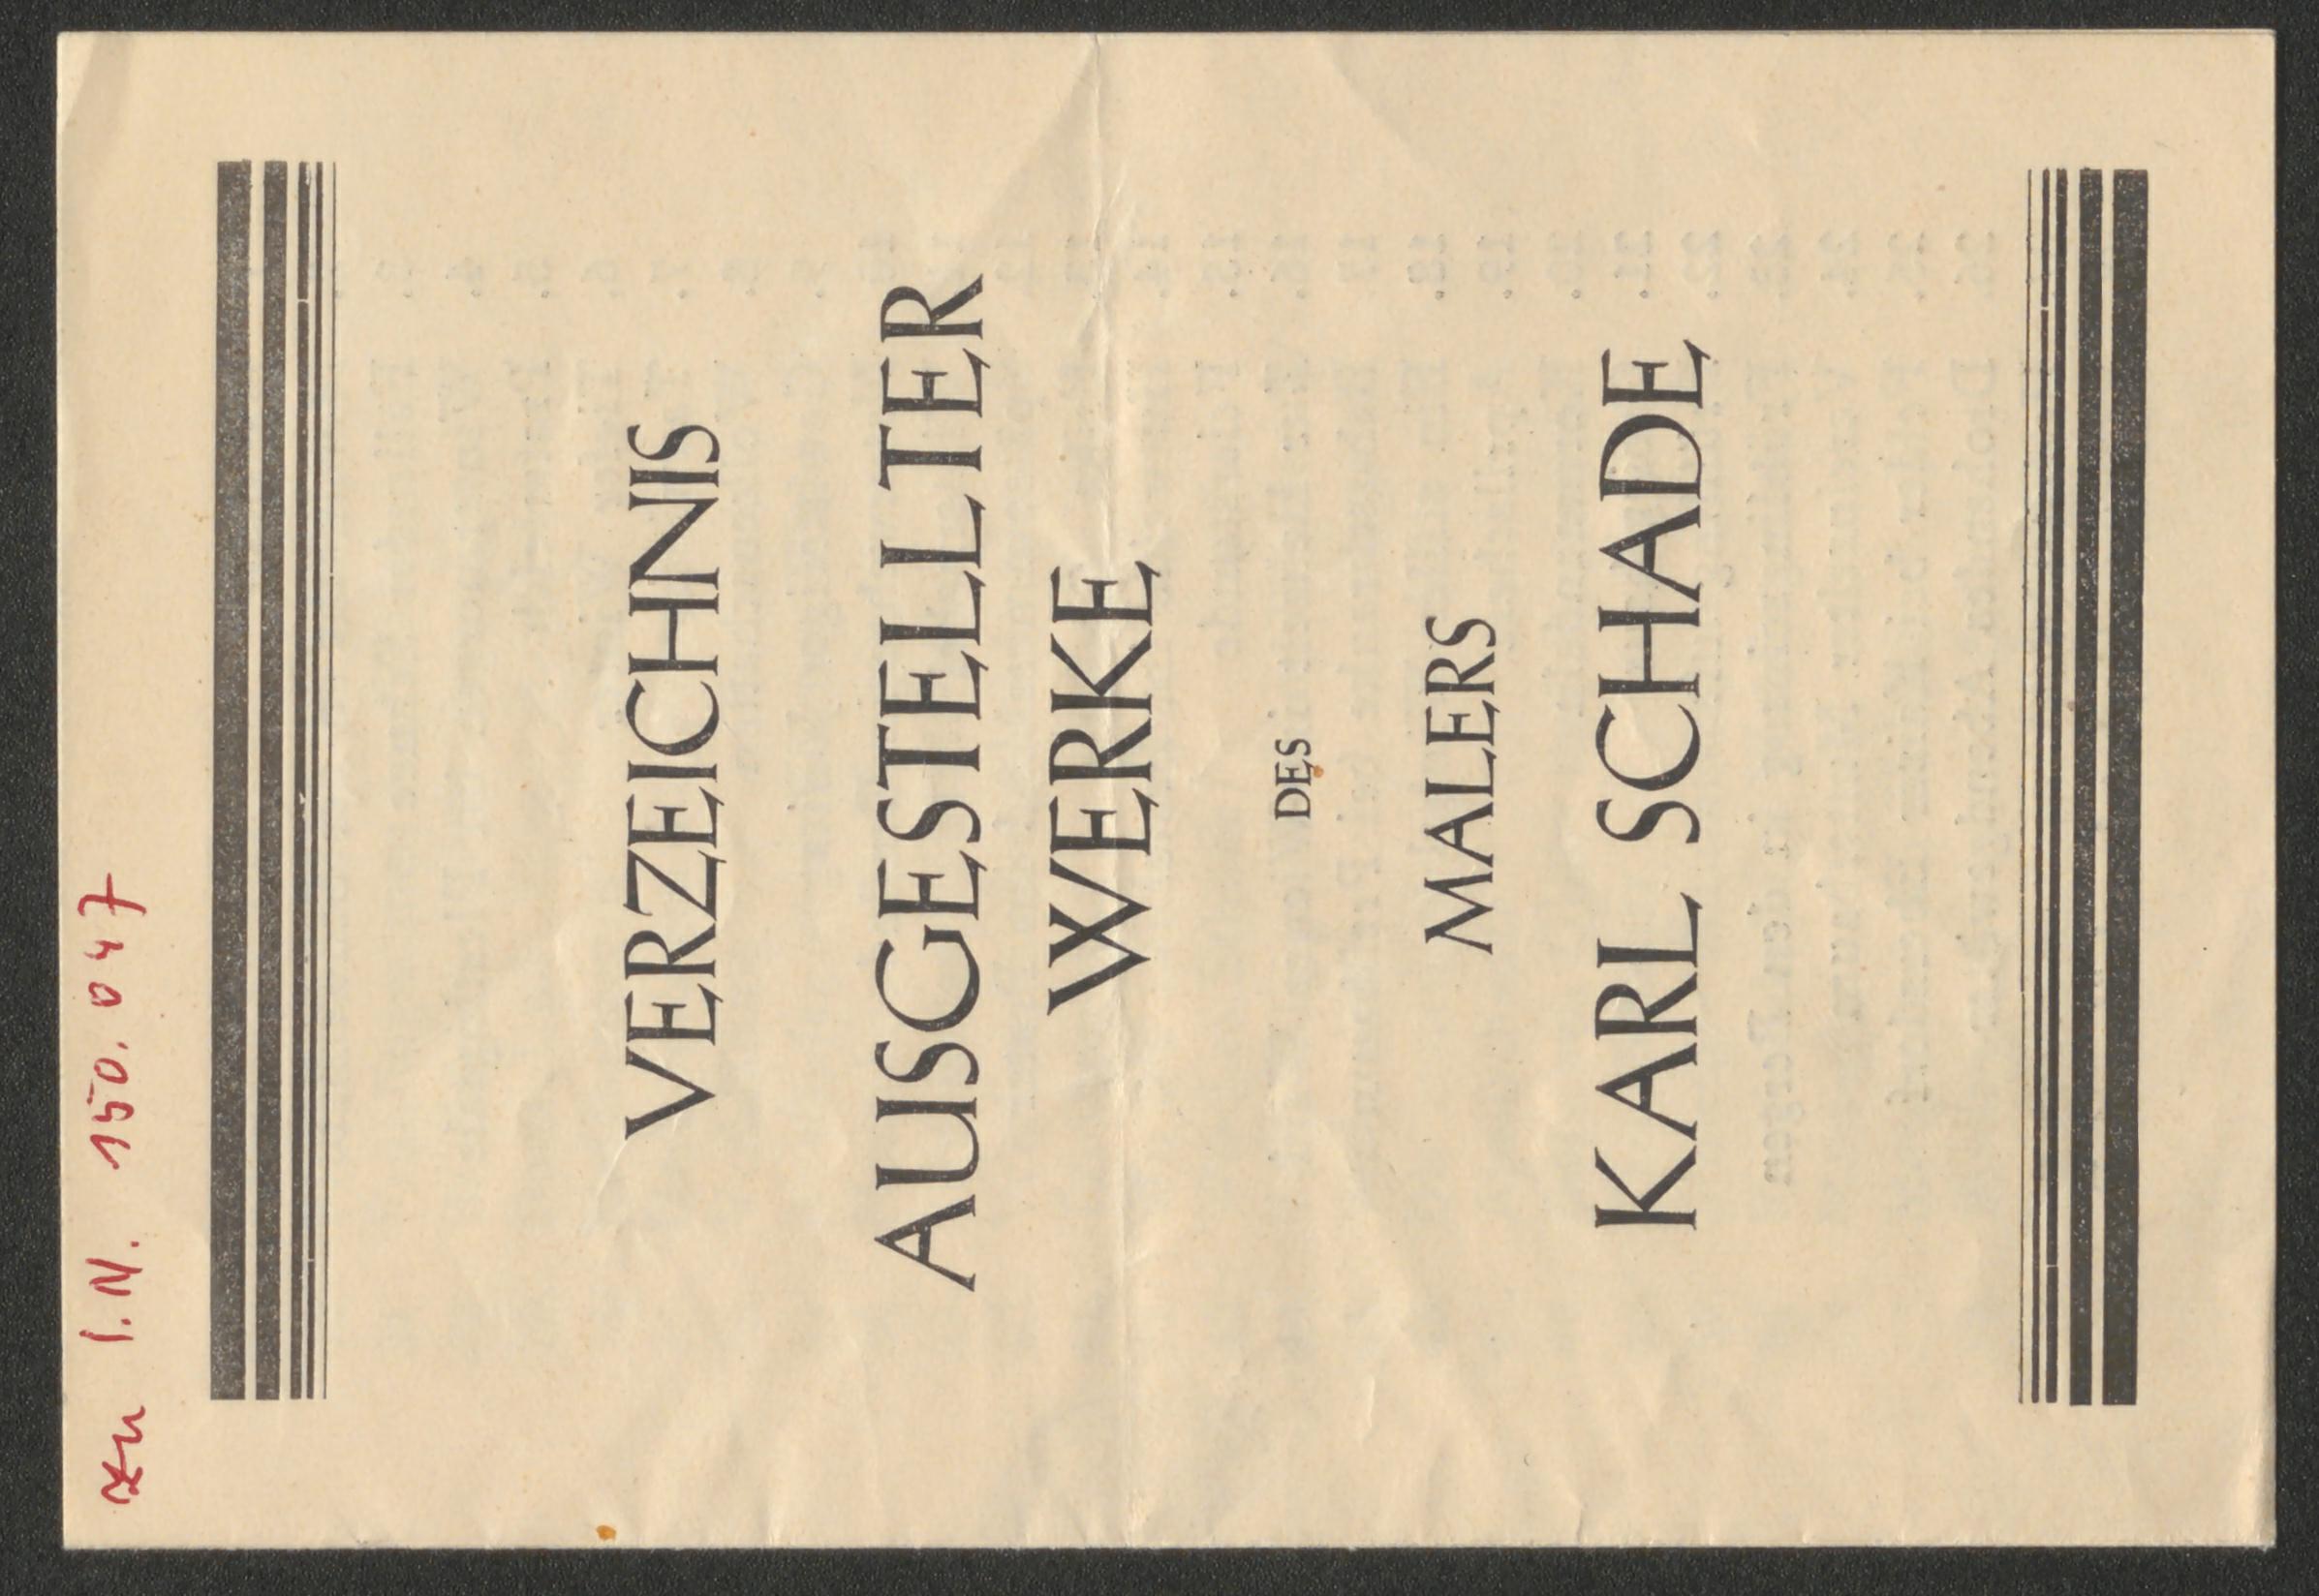 zu I.N. 150.047
VERZEICHNIS
AUSGESTELLTER
WERKE
DES
MALERS
KARL SCHADE